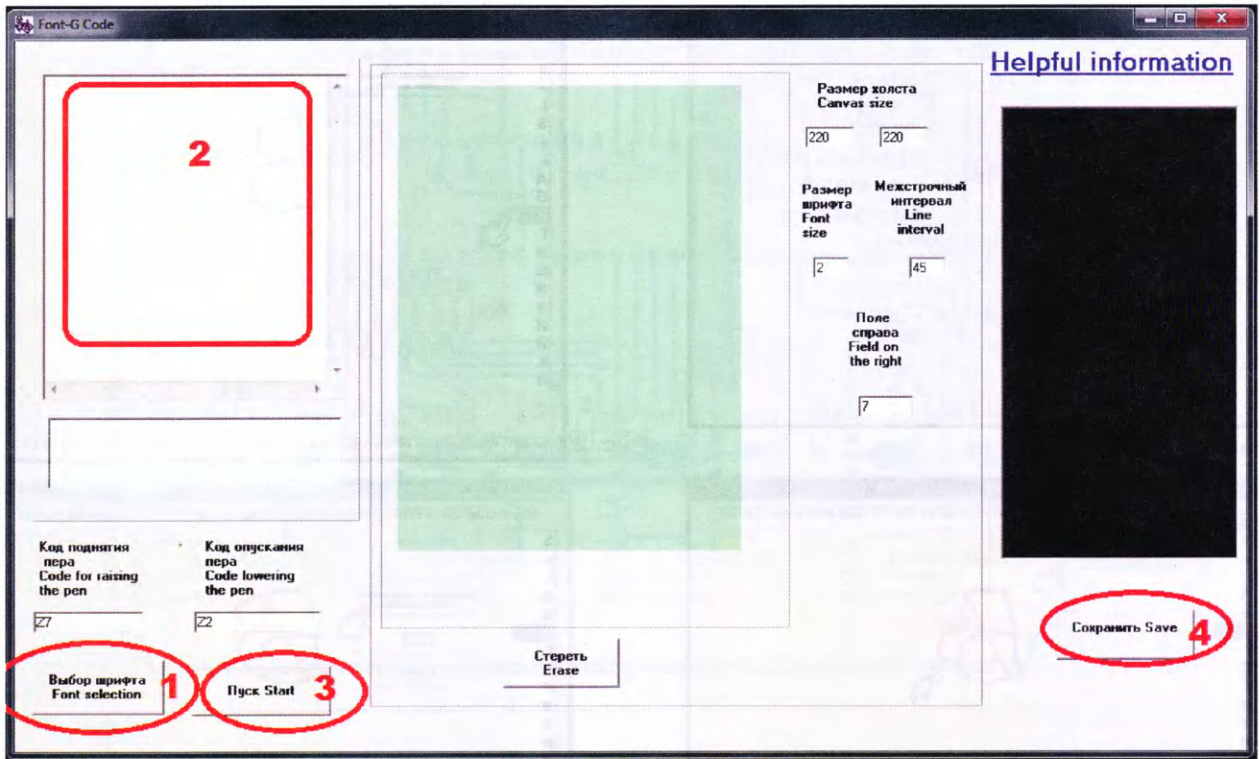 Font-G Code
Helpful information
2
Размер холста
Canvas size
220 220
Размер
шрифта
Font
size
Межстрочный
интервал
Line
interval
2
45
Поле
справа
Field on
the right
7
Код поднятия
пера
Code for raising
the pen
Код опускания
пера
Code lowering
the pen
Z7
Z2
Выбор шрифта
Font selection
1
Пуск Start 3
Стереть
Erase
Сохранить Save 4